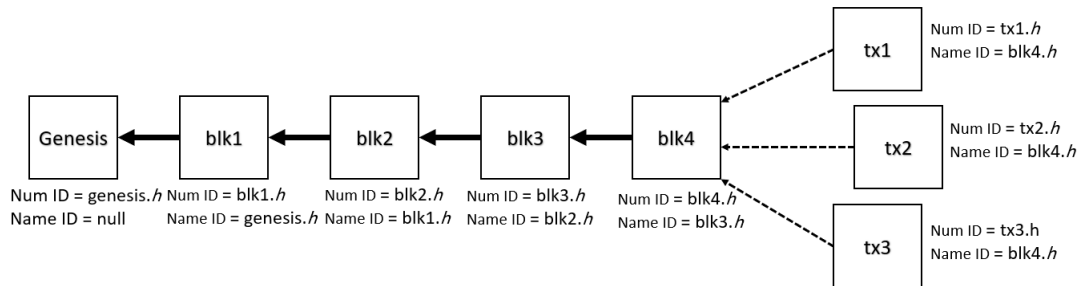 Genesis
Num ID = genesis.h
Name ID = null
blk1
Num ID = blk1.h
Name ID = genesis.h
blk2
Num ID = blk2.h
Name ID = blk1.h
blk3
Num ID = blk3.h
Name ID = blk2.h
blk4
Num ID = blk4.h
Name ID = blk3.h
tx1
Num ID = tx1.h
Name ID = blk4.h
tx2
Num ID = tx2.h
Name ID = blk4.h
tx3
Num ID = tx3.h
Name ID = blk4.h